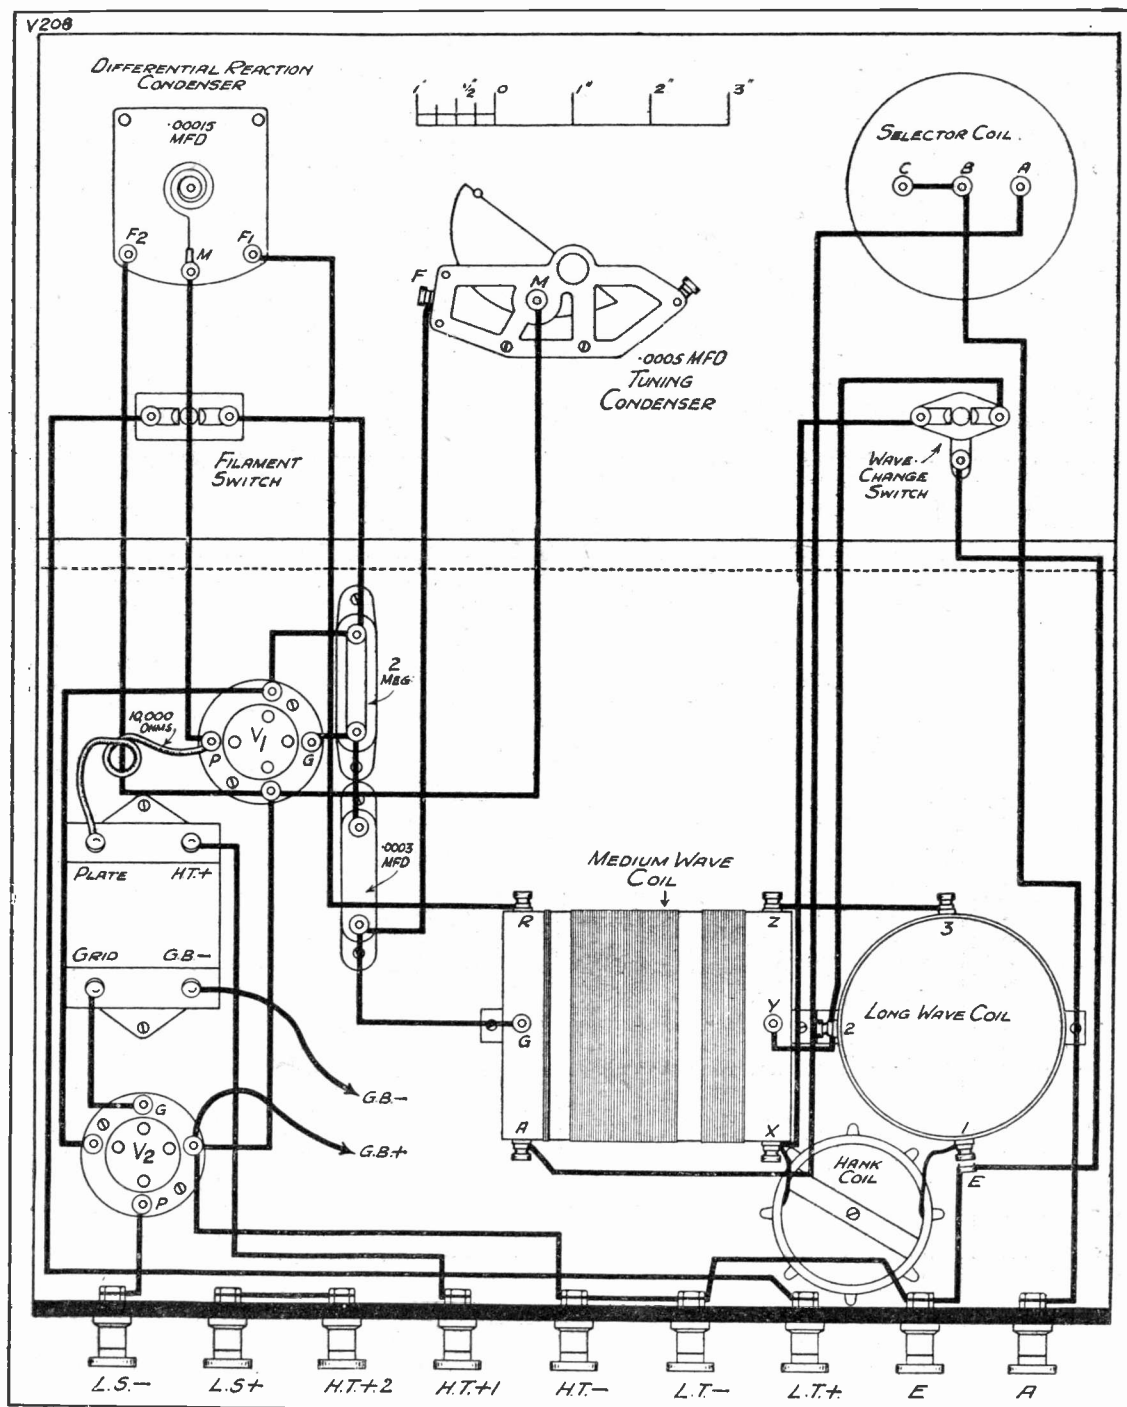 V208
DIFFERENTIAL REACTION
CONDENSER
.00015
MFD
F2
M
F1
1"
½"
0
1"
2"
3"
SELECTOR COIL.
C
B
A
F
M
.0005 MFD
TUNING
CONDENSER
FILAMENT
SWITCH
WAVE-
CHANGE
SWITCH
2
MEG
10,000
OHMS
P
V1
G
.0003
MFD
PLATE
H.T.+
GRID
G.B-
MEDIUM WAVE
COIL
R
Z
3
G
Y
2
LONG WAVE COIL
A
X
1
E
HANK
COIL
G.B.-
G.B.+
G
V2
P
L.S.-
L.S+
H.T.+.2
H.T.+1
H.T.-
L.T-
L.T.+
E
A